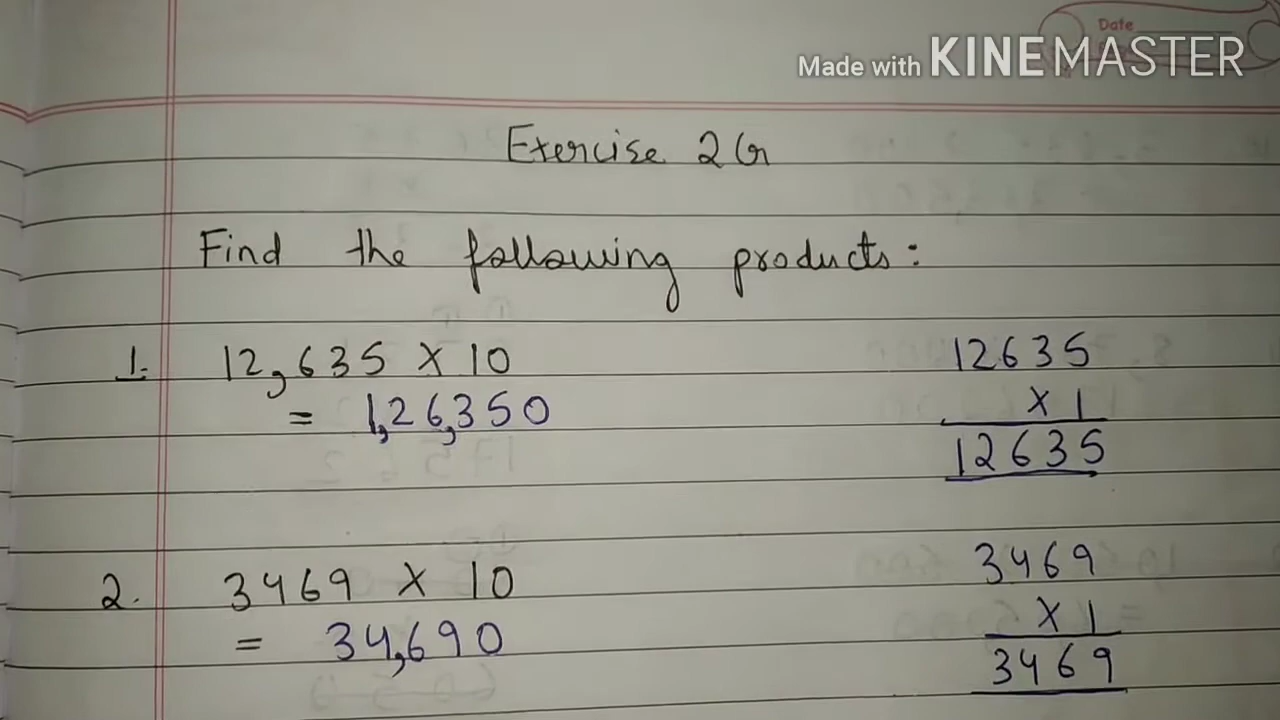 Date
Made with KINEMASTER
Exercise 2G
Find the following products:
1. 12,635 × 10
= 1,26,350
12635
× 1
12635
2. 3469 × 10
= 34,690
3469
× 1
3469